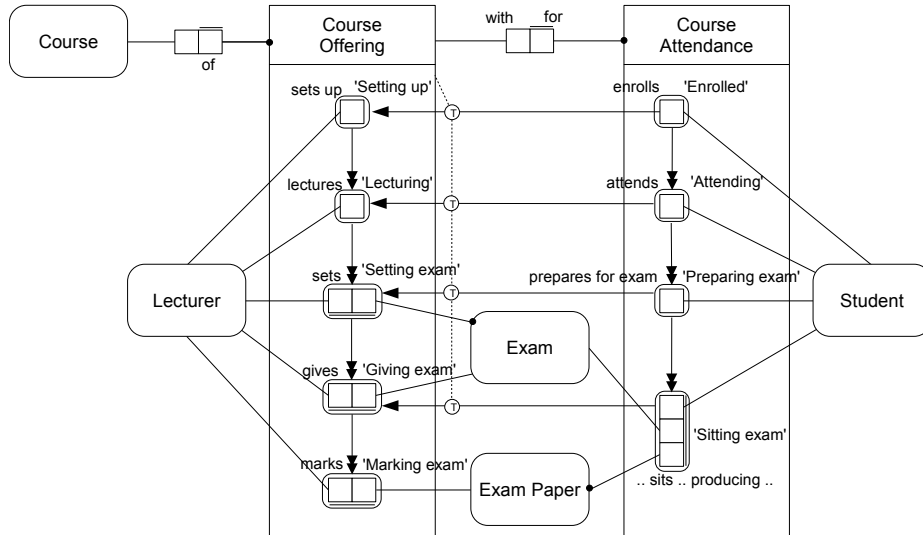 Course
of
Course
Offering
with for
Course
Attendance
sets up 'Setting up'
T
enrolls 'Enrolled'
lectures 'Lecturing'
T
attends 'Attending'
Lecturer
sets 'Setting exam'
T
prepares for exam 'Preparing exam'
Student
Exam
gives 'Giving exam'
T
'Sitting exam'
marks 'Marking exam'
Exam Paper
.. sits .. producing ..